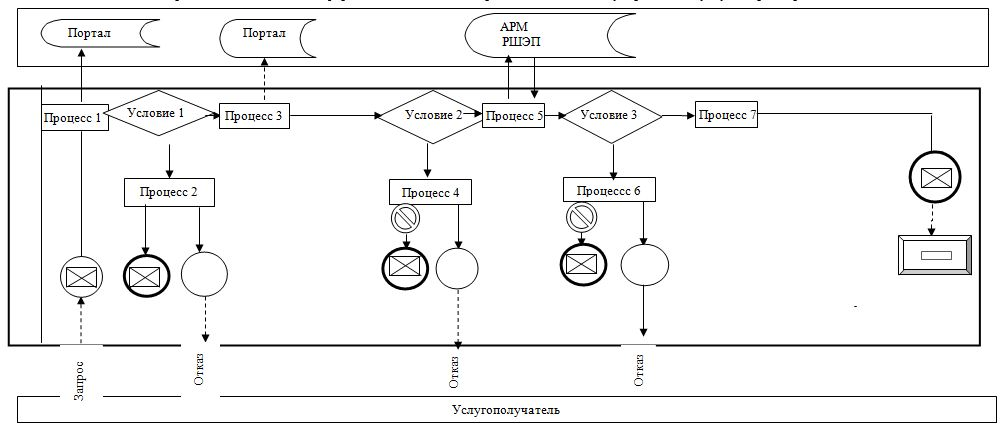 Портал
Портал
АРМ
РШЭП
Процесс 1
Условие 1
Процесс 3
Условие 2
Процесс 5
Условие 3
Процесс 7
Процесс 2
Процесс 4
Процессс 6
Запрос
Отказ
Отказ
Отказ
Услугополучатель